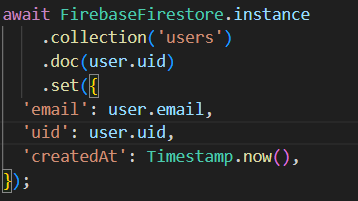 await FirebaseFirestore.instance
.collection('users')
.doc(user.uid)
.set({
'email': user.email,
'uid': user.uid,
'createdAt': Timestamp.now(),
});